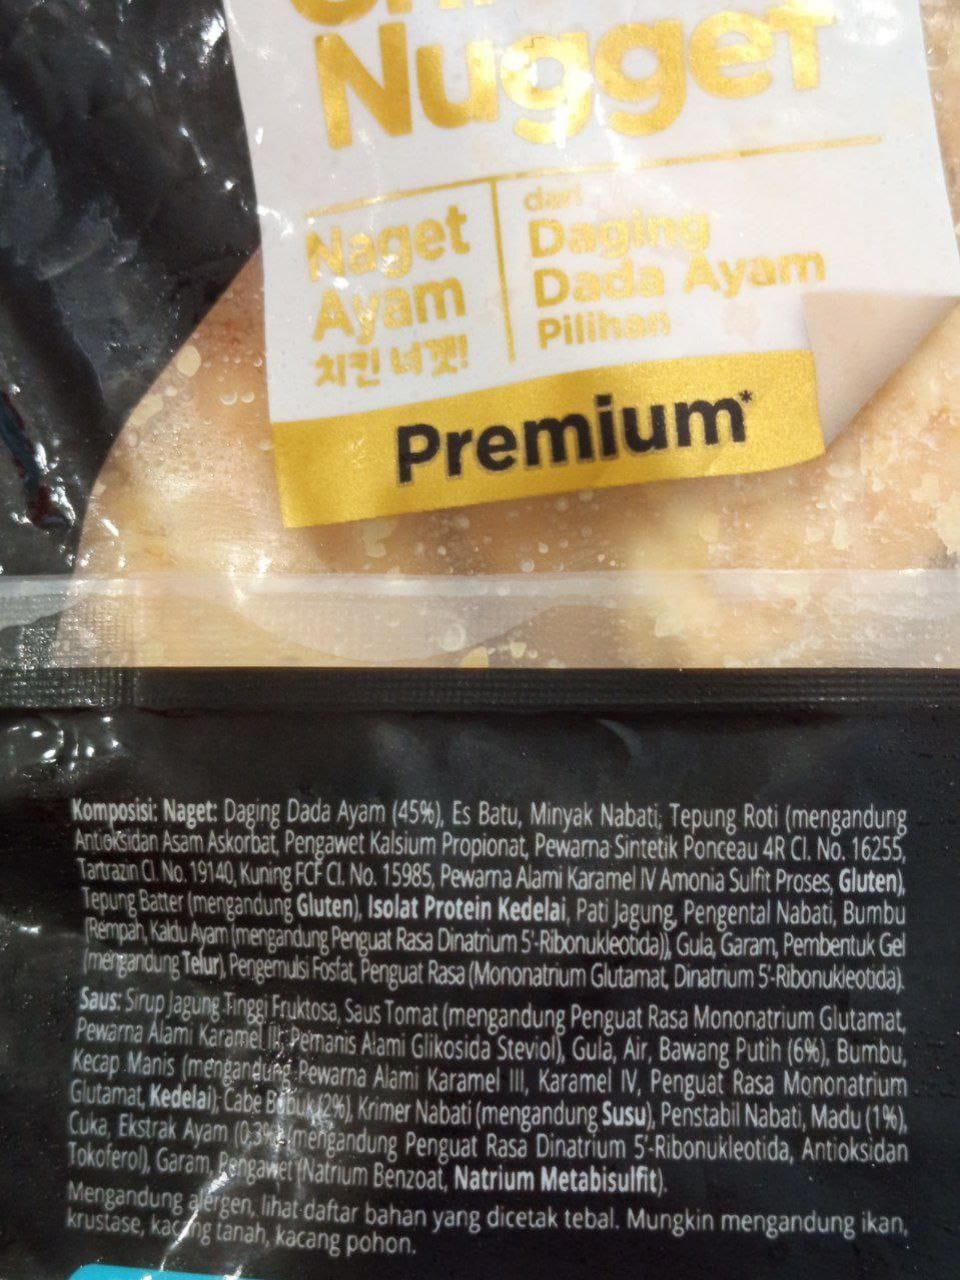 Nugget
Naget
Ayam
치킨 너겟!
dari
Daging
Dada Ayam
Pilihan
Premium*
Komposisi: Naget: Daging Dada Ayam (45%), Es Batu, Minyak Nabati, Tepung Roti (mengandung
Antioksidan Asam Askorbat, Pengawet Kalsium Propionat, Pewarna Sintetik Ponceau 4R CI. No. 16255,
Tartrazin CI. No. 19140, Kuning FCF CI. No. 15985, Pewarna Alami Karamel IV Amonia Sulfit Proses, Gluten),
Tepung Batter (mengandung Gluten), Isolat Protein Kedelai, Pati Jagung, Pengental Nabati, Bumbu
(Rempah, Kaldu Ayam (mengandung Penguat Rasa Dinatrium 5'-Ribonukleotida)), Gula, Garam, Pembentuk Gel
(mengandung Telur), Pengemulsi Fosfat, Penguat Rasa (Mononatrium Glutamat, Dinatrium 5'-Ribonukleotida).
Saus: Sirup Jagung Tinggi Fruktosa, Saus Tomat (mengandung Penguat Rasa Mononatrium Glutamat,
Pewarna Alami Karamel III, Pemanis Alami Glikosida Steviol), Gula, Air, Bawang Putih (6%), Bumbu,
Kecap Manis (mengandung Pewarna Alami Karamel III, Karamel IV, Penguat Rasa Mononatrium
Glutamat, Kedelai), Cabe Bubuk (2%), Krimer Nabati (mengandung Susu), Penstabil Nabati, Madu (1%),
Cuka, Ekstrak Ayam (0,3%) (mengandung Penguat Rasa Dinatrium 5'-Ribonukleotida, Antioksidan
Tokoferol), Garam, Pengawet (Natrium Benzoat, Natrium Metabisulfit).
Mengandung alergen, lihat daftar bahan yang dicetak tebal. Mungkin mengandung ikan,
krustase, kacang tanah, kacang pohon.